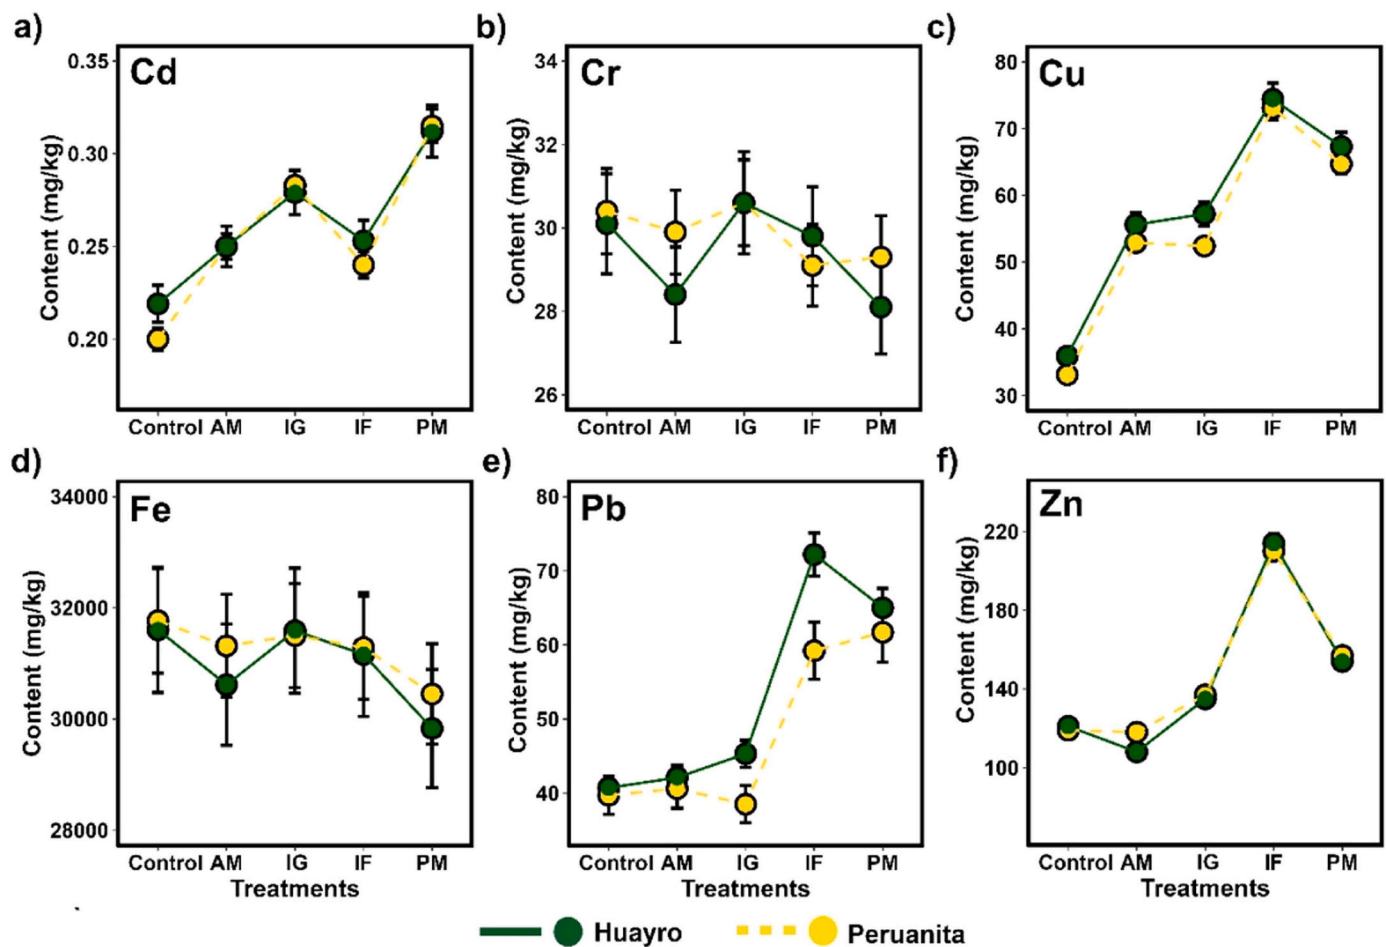 a)
Cd
Content (mg/kg)
0.35
0.30
0.25
0.20
Control AM IG IF PM
b)
Cr
Content (mg/kg)
34
32
30
28
26
Control AM IG IF PM
c)
Cu
Content (mg/kg)
80
70
60
50
40
30
Control AM IG IF PM
d)
Fe
Content (mg/kg)
34000
32000
30000
28000
Control AM IG IF PM
Treatments
e)
Pb
Content (mg/kg)
80
70
60
50
40
Control AM IG IF PM
Treatments
f)
Zn
Content (mg/kg)
220
180
140
100
Control AM IG IF PM
Treatments
Huayro Peruanita